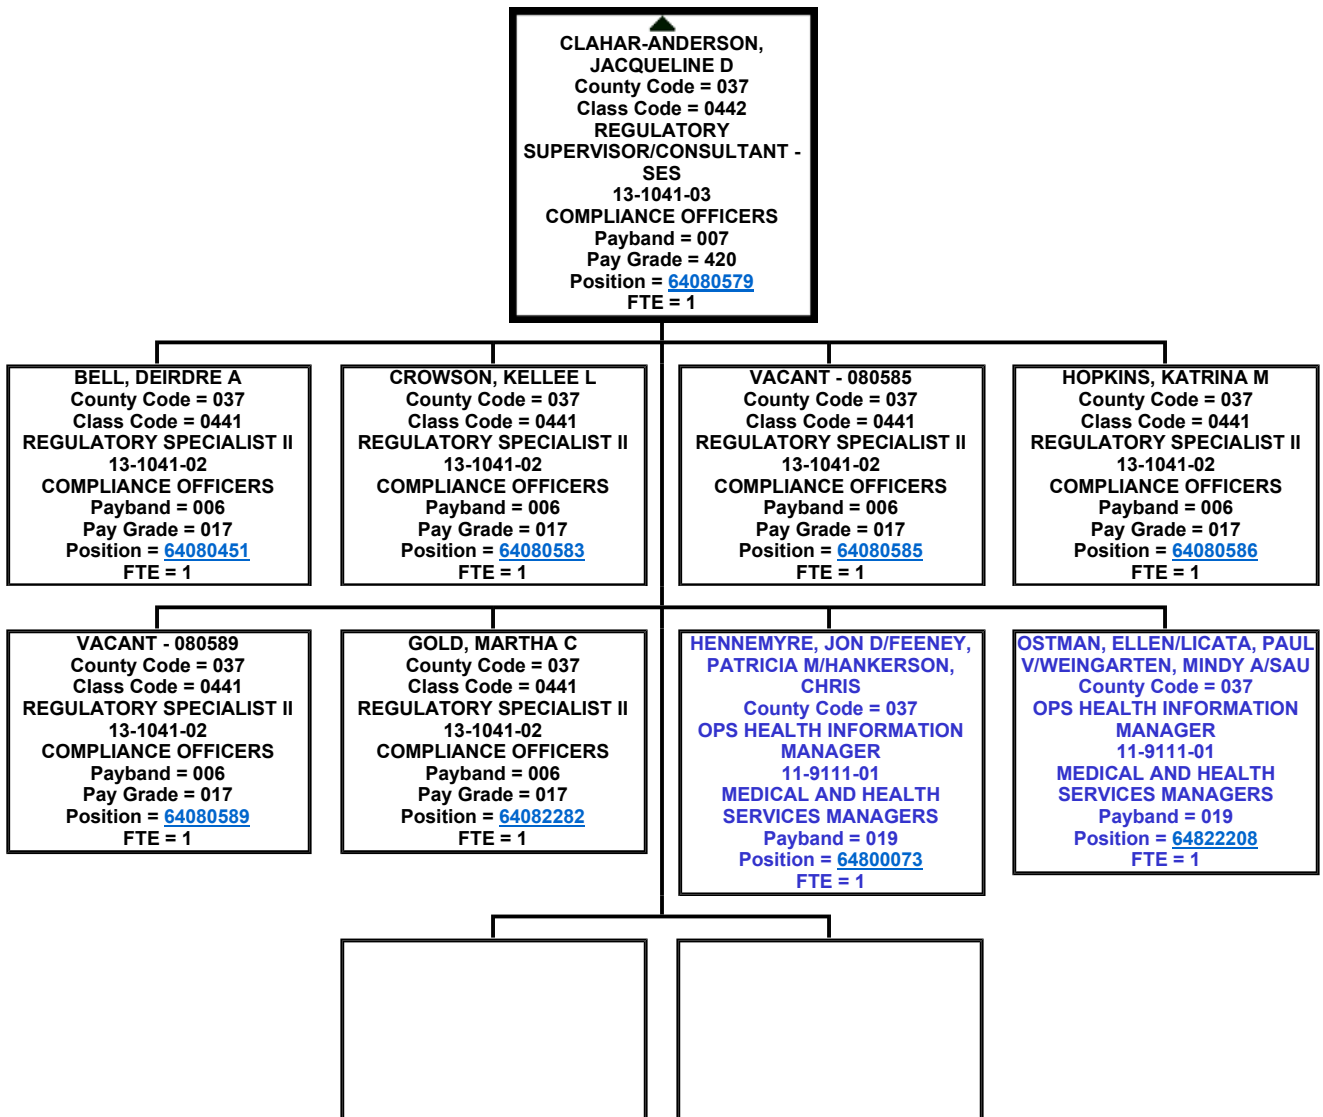 CLAHAR-ANDERSON,
JACQUELINE D
County Code = 037
Class Code = 0442
REGULATORY
SUPERVISOR/CONSULTANT -
SES
13-1041-03
COMPLIANCE OFFICERS
Payband = 007
Pay Grade = 420
Position = 64080579
FTE = 1
BELL, DEIRDRE A
County Code = 037
Class Code = 0441
REGULATORY SPECIALIST II
13-1041-02
COMPLIANCE OFFICERS
Payband = 006
Pay Grade = 017
Position = 64080451
FTE = 1
CROWSON, KELLEE L
County Code = 037
Class Code = 0441
REGULATORY SPECIALIST II
13-1041-02
COMPLIANCE OFFICERS
Payband = 006
Pay Grade = 017
Position = 64080583
FTE = 1
VACANT - 080585
County Code = 037
Class Code = 0441
REGULATORY SPECIALIST II
13-1041-02
COMPLIANCE OFFICERS
Payband = 006
Pay Grade = 017
Position = 64080585
FTE = 1
HOPKINS, KATRINA M
County Code = 037
Class Code = 0441
REGULATORY SPECIALIST II
13-1041-02
COMPLIANCE OFFICERS
Payband = 006
Pay Grade = 017
Position = 64080586
FTE = 1
VACANT - 080589
County Code = 037
Class Code = 0441
REGULATORY SPECIALIST II
13-1041-02
COMPLIANCE OFFICERS
Payband = 006
Pay Grade = 017
Position = 64080589
FTE = 1
GOLD, MARTHA C
County Code = 037
Class Code = 0441
REGULATORY SPECIALIST II
13-1041-02
COMPLIANCE OFFICERS
Payband = 006
Pay Grade = 017
Position = 64082282
FTE = 1
HENNEMYRE, JON D/FEENEY,
PATRICIA M/HANKERSON,
CHRIS
County Code = 037
OPS HEALTH INFORMATION
MANAGER
11-9111-01
MEDICAL AND HEALTH
SERVICES MANAGERS
Payband = 019
Position = 64800073
FTE = 1
OSTMAN, ELLEN/LICATA, PAUL
V/WEINGARTEN, MINDY A/SAU
County Code = 037
OPS HEALTH INFORMATION
MANAGER
11-9111-01
MEDICAL AND HEALTH
SERVICES MANAGERS
Payband = 019
Position = 64822208
FTE = 1